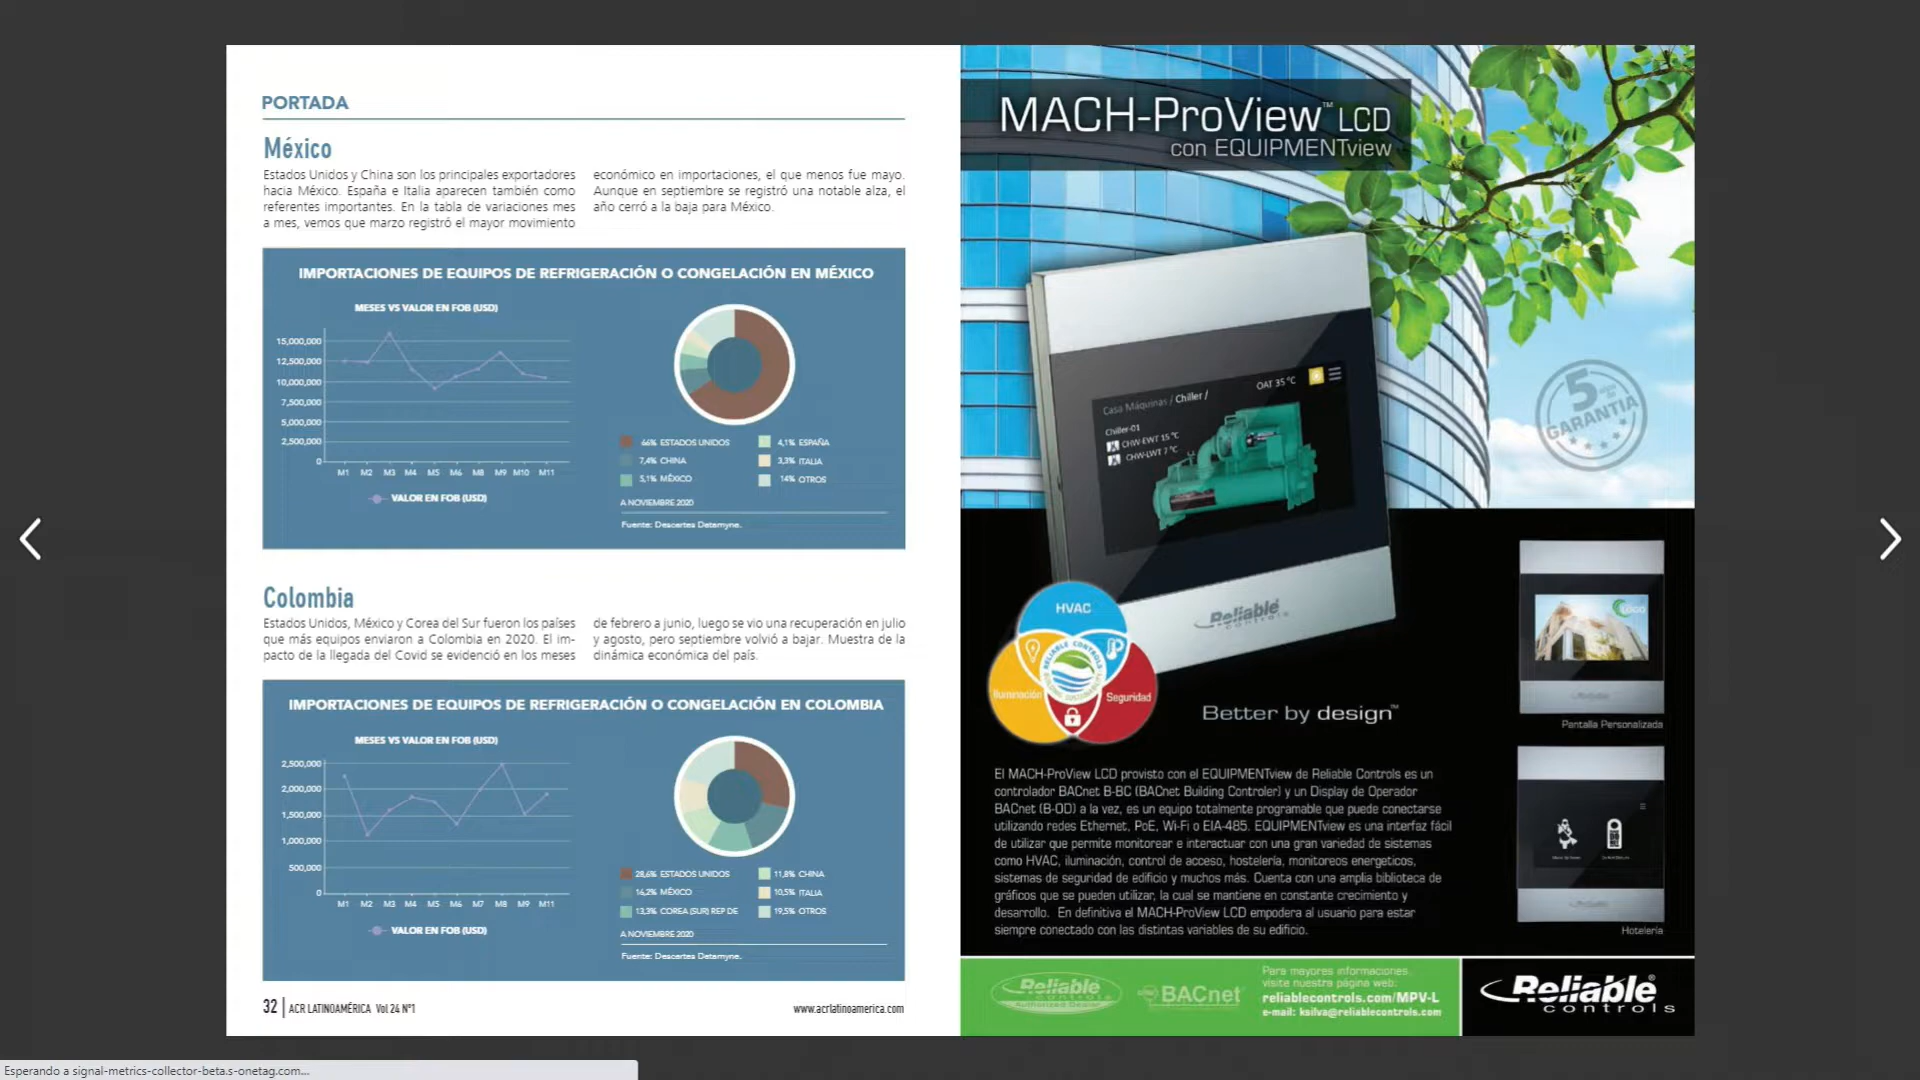 PORTADA
México
Estados Unidos y China son los principales exportadores
hacia México. España e Italia aparecen también como
referentes importantes. En la tabla de variaciones mes
a mes, vemos que marzo registró el mayor movimiento
económico en importaciones, el que menos fue mayo.
Aunque en septiembre se registró una notable alza, el
año cerró a la baja para México.
IMPORTACIONES DE EQUIPOS DE REFRIGERACIÓN O CONGELACIÓN EN MÉXICO
MESES VS VALOR EN FOB (USD)
15,000,000
12,500,000
10,000,000
7,500,000
5,000,000
2,500,000
0
M1 M2 M3 M4 M5 M6 M8 M9 M10 M11
VALOR EN FOB (USD)
66% ESTADOS UNIDOS
7,4% CHINA
5,1% MÉXICO
4,1% ESPAÑA
3,3% ITALIA
14% OTROS
A NOVIEMBRE 2020
Fuente: Descartes Datamyne.
Colombia
Estados Unidos, México y Corea del Sur fueron los países
que más equipos enviaron a Colombia en 2020. El im-
pacto de la llegada del Covid se evidenció en los meses
de febrero a junio, luego se vio una recuperación en julio
y agosto, pero septiembre volvió a bajar. Muestra de la
dinámica económica del país.
IMPORTACIONES DE EQUIPOS DE REFRIGERACIÓN O CONGELACIÓN EN COLOMBIA
MESES VS VALOR EN FOB (USD)
2,500,000
2,000,000
1,500,000
1,000,000
500,000
0
M1 M2 M3 M4 M5 M6 M7 M8 M9 M11
VALOR EN FOB (USD)
28,6% ESTADOS UNIDOS
16,2% MÉXICO
13,3% COREA (SUR) REP DE
11,8% CHINA
10,5% ITALIA
19,5% OTROS
A NOVIEMBRE 2020
Fuente: Descartes Datamyne.
32 | ACR LATINOAMÉRICA Vol 24 Nº1
www.acrlatinoamerica.com
MACH-ProView™ LCD
con EQUIPMENTview
OAT 35 °C
Casa Máquinas / Chiller /
Chiller-01
CHW-EWT 15 °C
CHW-LWT 7 °C
Reliable
controls
5 años
GARANTIA
HVAC
Iluminación
Seguridad
RELIABLE CONTROLS
BUILDING SUSTAINABILITY
Better by design™
LOGO
Pantalla Personalizada
Hotelería
El MACH-ProView LCD provisto con el EQUIPMENTview de Reliable Controls es un
controlador BACnet B-BC (BACnet Building Controler) y un Display de Operador
BACnet (B-OD) a la vez, es un equipo totalmente programable que puede conectarse
utilizando redes Ethernet, PoE, Wi-Fi o EIA-485. EQUIPMENTview es una interfaz fácil
de utilizar que permite monitorear e interactuar con una gran variedad de sistemas
como HVAC, iluminación, control de acceso, hostelería, monitoreos energeticos,
sistemas de seguridad de edificio y muchos más. Cuenta con una amplia biblioteca de
gráficos que se pueden utilizar, la cual se mantiene en constante crecimiento y
desarrollo. En definitiva el MACH-ProView LCD empodera al usuario para estar
siempre conectado con las distintas variables de su edificio.
Reliable
controls
BACnet
Para mayores informaciones,
visite nuestra página web:
reliablecontrols.com/MPV-L
e-mail: ksilva@reliablecontrols.com
Reliable®
controls
Esperando a signal-metrics-collector-beta.s-onetag.com...